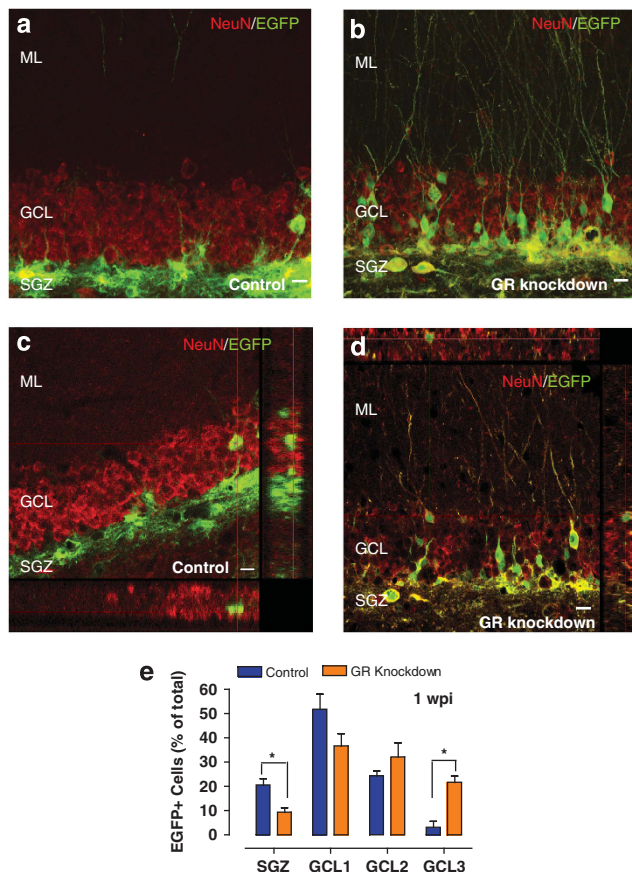 a
NeuN/EGFP
ML
GCL
SGZ
Control
b
NeuN/EGFP
ML
GCL
SGZ
GR knockdown
c
NeuN/EGFP
ML
GCL
SGZ
Control
d
NeuN/EGFP
ML
GCL
SGZ
GR knockdown
e
Control
GR Knockdown
1 wpi
EGFP+ Cells (% of total)
60
50
40
30
20
10
0
*
*
SGZ GCL1 GCL2 GCL3